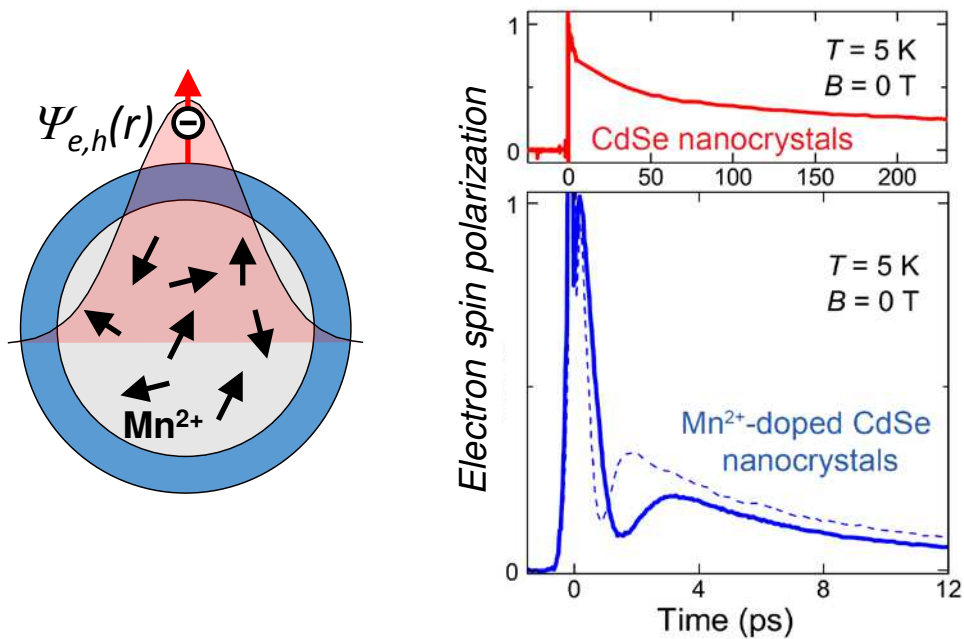 Ψe,h(r)
−
Mn²⁺
Electron spin polarization
1
0
T = 5 K
B = 0 T
CdSe nanocrystals
0
50
100
150
200
1
0
T = 5 K
B = 0 T
Mn²⁺-doped CdSe
nanocrystals
0
4
8
12
Time (ps)